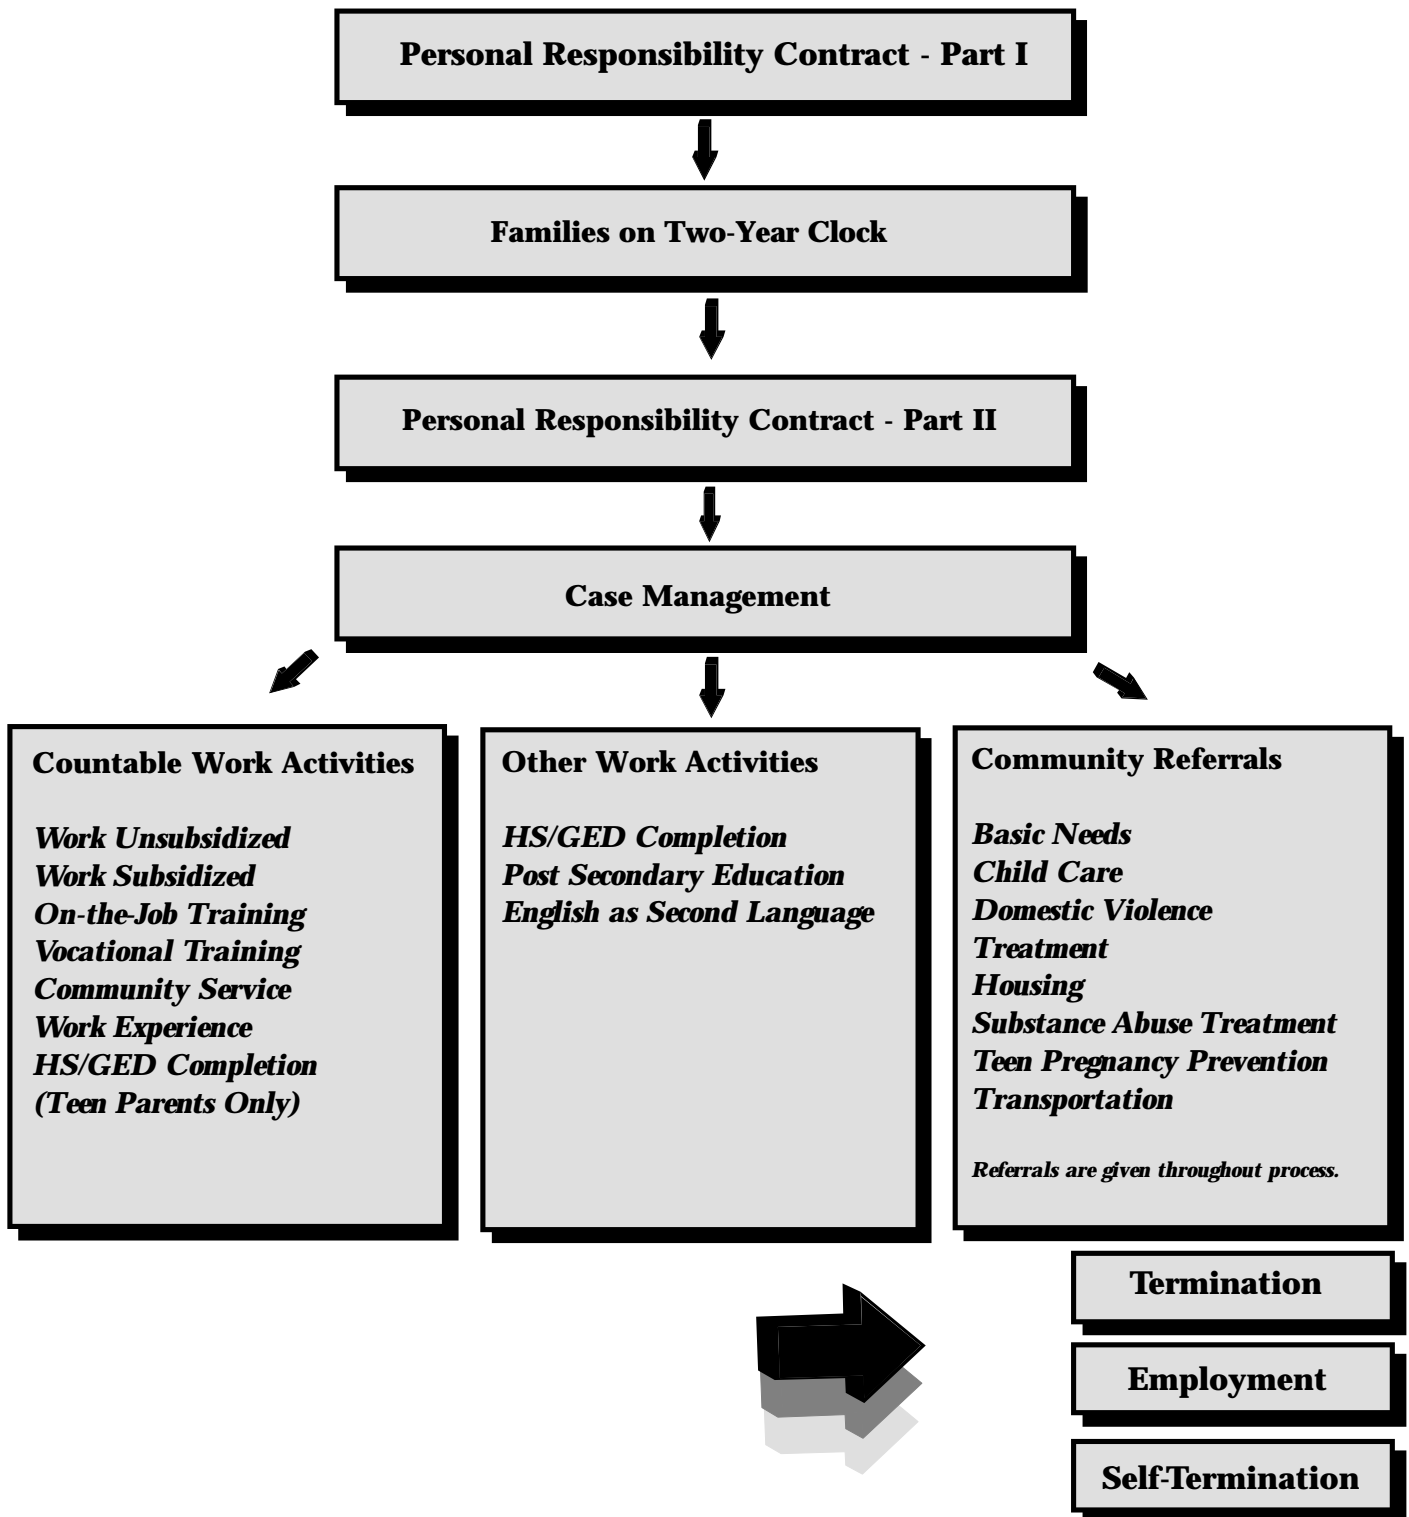 Personal Responsibility Contract - Part I
Families on Two-Year Clock
Personal Responsibility Contract - Part II
Case Management
Countable Work Activities
Work Unsubsidized
Work Subsidized
On-the-Job Training
Vocational Training
Community Service
Work Experience
HS/GED Completion
(Teen Parents Only)
Other Work Activities
HS/GED Completion
Post Secondary Education
English as Second Language
Community Referrals
Basic Needs
Child Care
Domestic Violence
Treatment
Housing
Substance Abuse Treatment
Teen Pregnancy Prevention
Transportation
Referrals are given throughout process.
Termination
Employment
Self-Termination